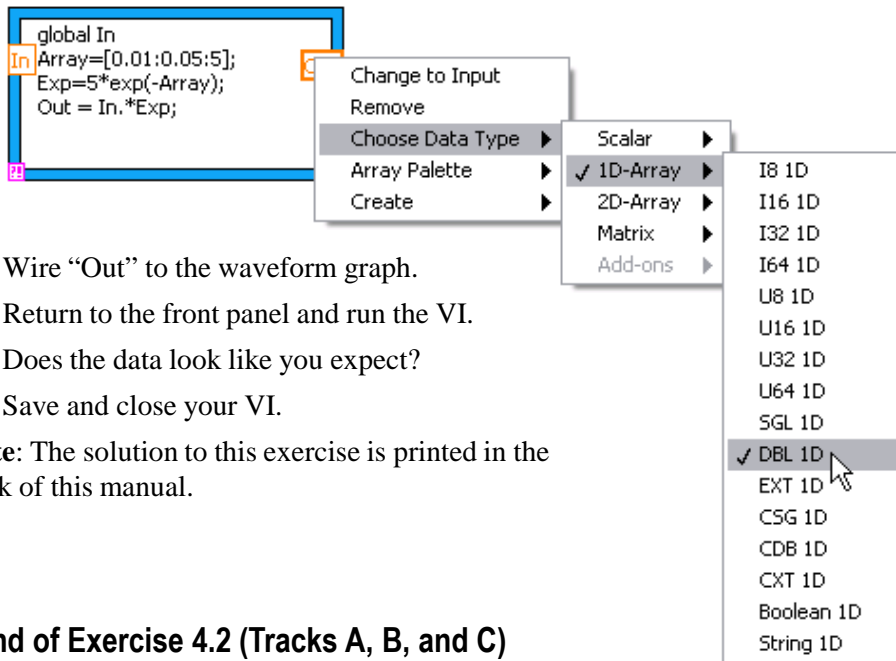 global In
In
Array=[0.01:0.05:5];
Exp=5*exp(-Array);
Out = In.*Exp;
Change to Input
Remove
Choose Data Type
Array Palette
Create
Scalar
✓ 1D-Array
2D-Array
Matrix
Add-ons
I8 1D
I16 1D
I32 1D
I64 1D
U8 1D
U16 1D
U32 1D
U64 1D
SGL 1D
✓ DBL 1D
EXT 1D
CSG 1D
CDB 1D
CXT 1D
Boolean 1D
String 1D
Wire “Out” to the waveform graph.
Return to the front panel and run the VI.
Does the data look like you expect?
Save and close your VI.
te: The solution to this exercise is printed in the
k of this manual.
nd of Exercise 4.2 (Tracks A, B, and C)